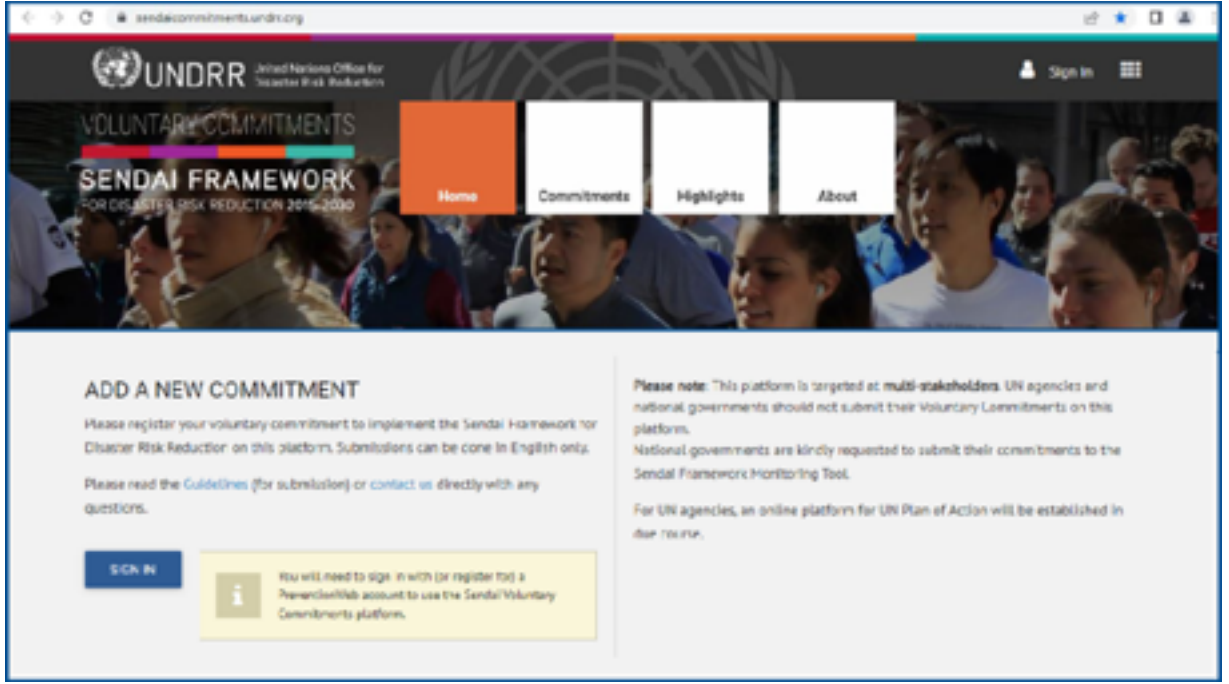 sendaicommitments.undrr.org
UNDRR United Nations Office for
Disaster Risk Reduction
Sign In
VOLUNTARY COMMITMENTS
SENDAI FRAMEWORK
FOR DISASTER RISK REDUCTION 2015-2030
Home
Commitments
Highlights
About
ADD A NEW COMMITMENT
Please register your voluntary commitment to implement the Sendai Framework for
Disaster Risk Reduction on this platform. Submissions can be done in English only.
Please read the Guidelines (for submission) or contact us directly with any
questions.
SIGN IN
i
You will need to sign in with (or register for) a
PreventionWeb account to use the Sendai Voluntary
Commitments platform.
Please note: This platform is targeted at multi-stakeholders. UN agencies and
national governments should not submit their Voluntary Commitments on this
platform.
National governments are kindly requested to submit their commitments to the
Sendai Framework Monitoring Tool.
For UN agencies, an online platform for UN Plan of Action will be established in
due course.